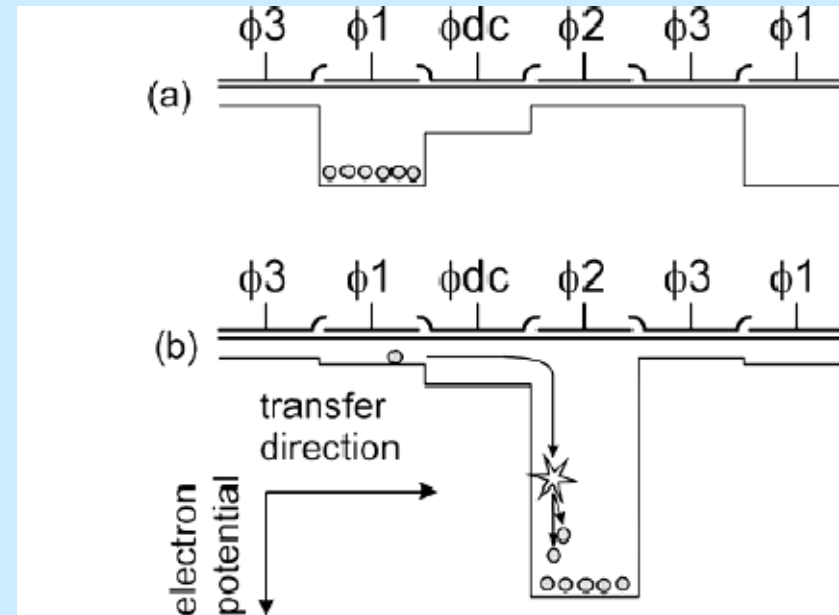 ϕ3 ϕ1 ϕdc ϕ2 ϕ3 ϕ1
(a)
ϕ3 ϕ1 ϕdc ϕ2 ϕ3 ϕ1
(b)
transfer
direction
electron
potential